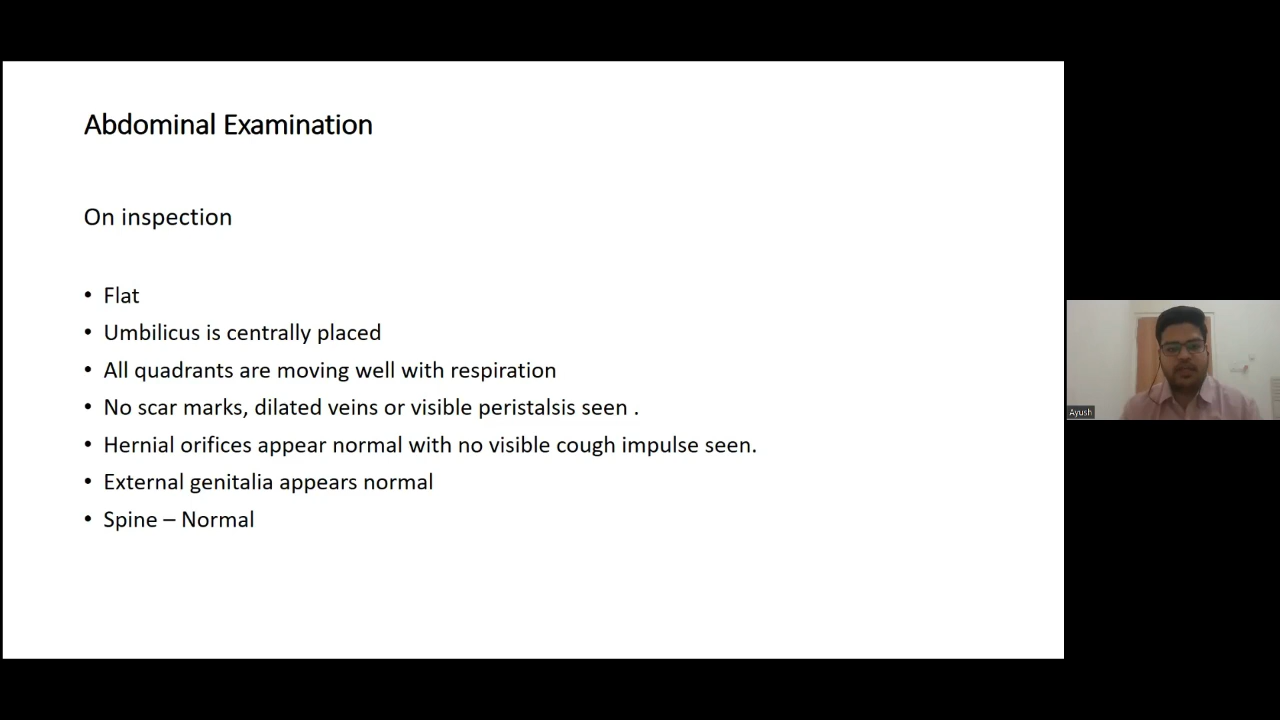 Abdominal Examination
On inspection
• Flat
• Umbilicus is centrally placed
• All quadrants are moving well with respiration
• No scar marks, dilated veins or visible peristalsis seen .
• Hernial orifices appear normal with no visible cough impulse seen.
• External genitalia appears normal
• Spine – Normal
Ayush